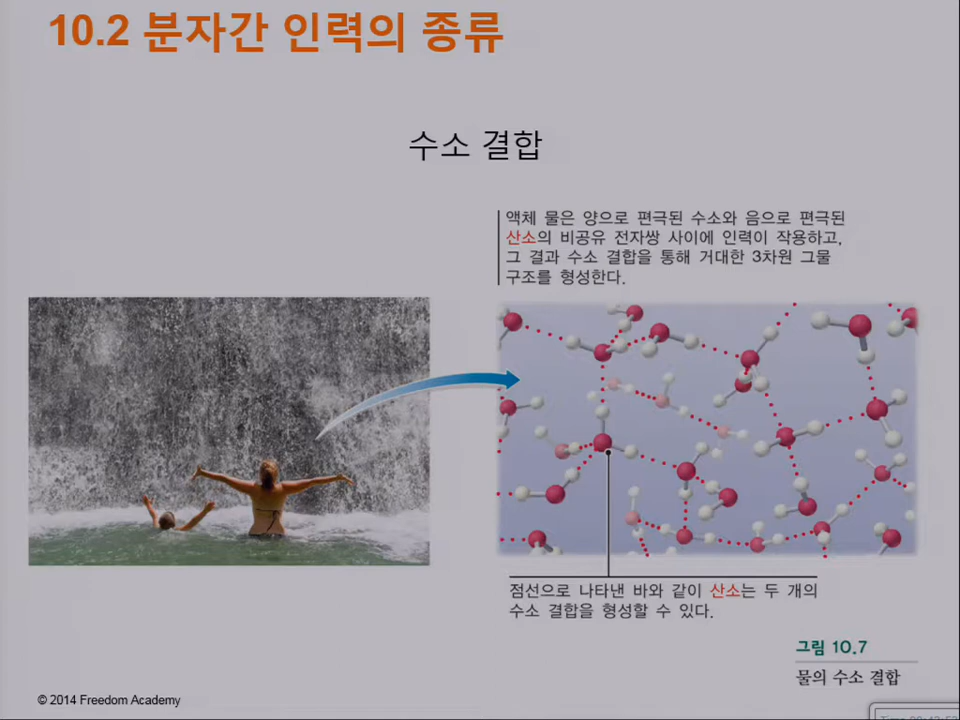 10.2 분자간 인력의 종류
수소 결합
액체 물은 양으로 편극된 수소와 음으로 편극된
산소의 비공유 전자쌍 사이에 인력이 작용하고,
그 결과 수소 결합을 통해 거대한 3차원 그물
구조를 형성한다.
점선으로 나타낸 바와 같이 산소는 두 개의
수소 결합을 형성할 수 있다.
그림 10.7
물의 수소 결합
© 2014 Freedom Academy